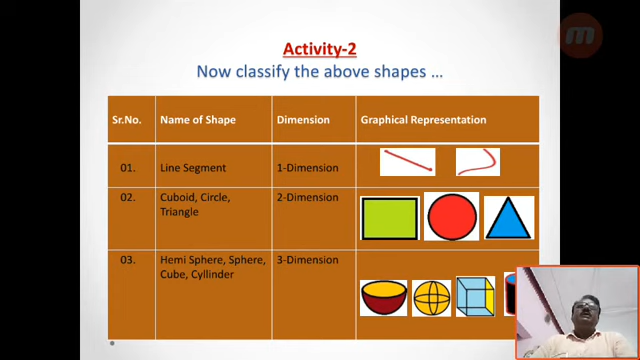 Activity-2
Now classify the above shapes ...
Sr.No. Name of Shape Dimension Graphical Representation
01. Line Segment 1-Dimension
02. Cuboid, Circle, 2-Dimension
Triangle
03. Hemi Sphere, Sphere, 3-Dimension
Cube, Cyllinder